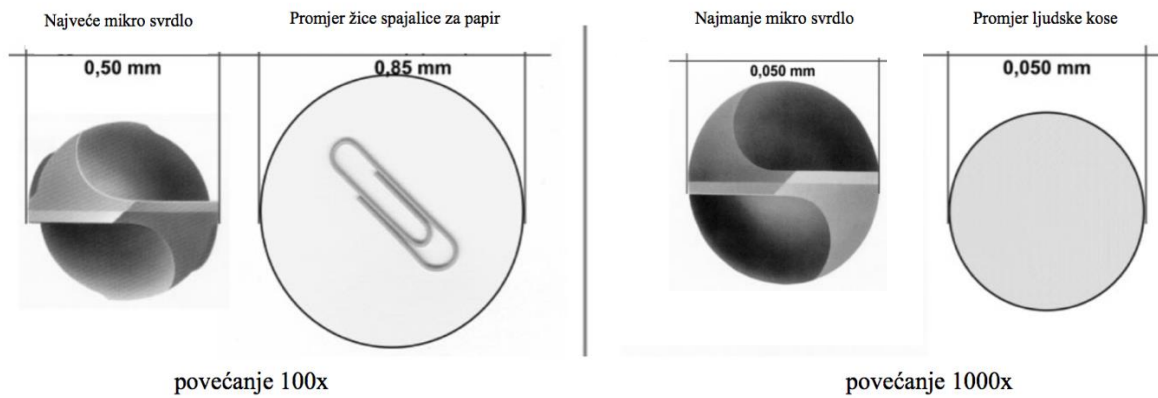 Najveće mikro svrdlo
Promjer žice spajalice za papir
Najmanje mikro svrdlo
Promjer ljudske kose
0,50 mm
0,85 mm
0,050 mm
0,050 mm
povećanje 100x
povećanje 1000x